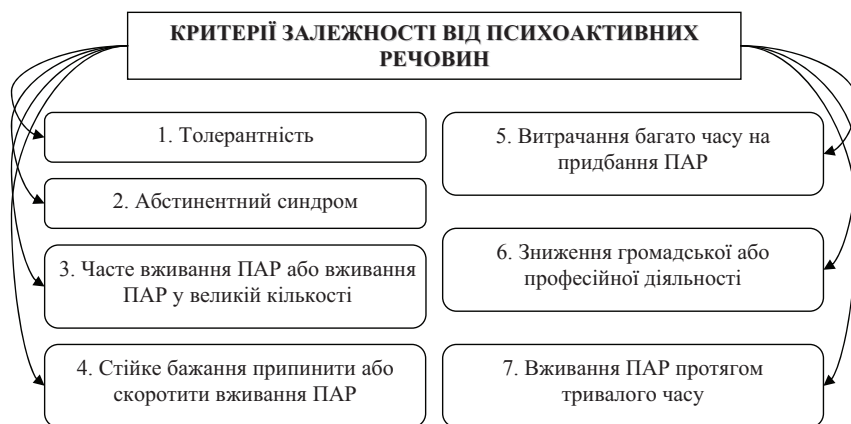 КРИТЕРІЇ ЗАЛЕЖНОСТІ ВІД ПСИХОАКТИВНИХ
РЕЧОВИН
1. Толерантність
2. Абстинентний синдром
3. Часте вживання ПАР або вживання
ПАР у великій кількості
4. Стійке бажання припинити або
скоротити вживання ПАР
5. Витрачання багато часу на
придбання ПАР
6. Зниження громадської або
професійної діяльності
7. Вживання ПАР протягом
тривалого часу